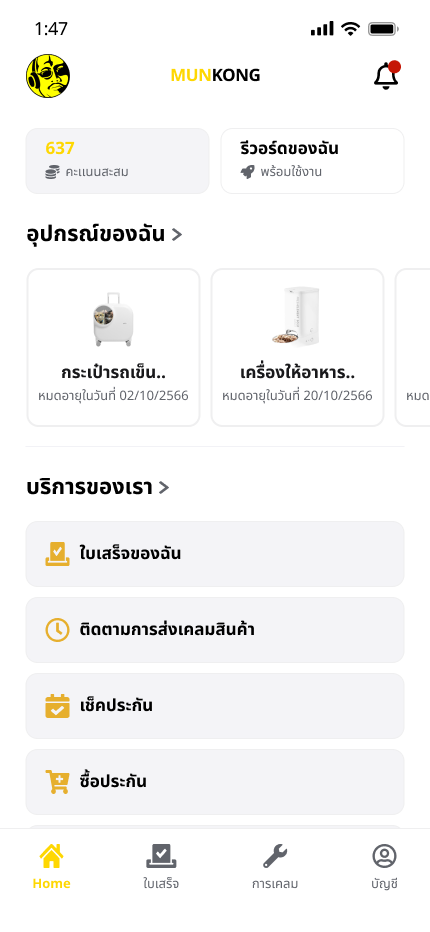 1:47
MUNKONG
637
คะแนนสะสม
รีวอร์ดของฉัน
พร้อมใช้งาน
อุปกรณ์ของฉัน >
กระเป๋ารถเข็น..
หมดอายุในวันที่ 02/10/2566
เครื่องให้อาหาร..
หมดอายุในวันที่ 20/10/2566
หมด
บริการของเรา >
ใบเสร็จของฉัน
ติดตามการส่งเคลมสินค้า
เช็คประกัน
ซื้อประกัน
Home
ใบเสร็จ
การเคลม
บัญชี